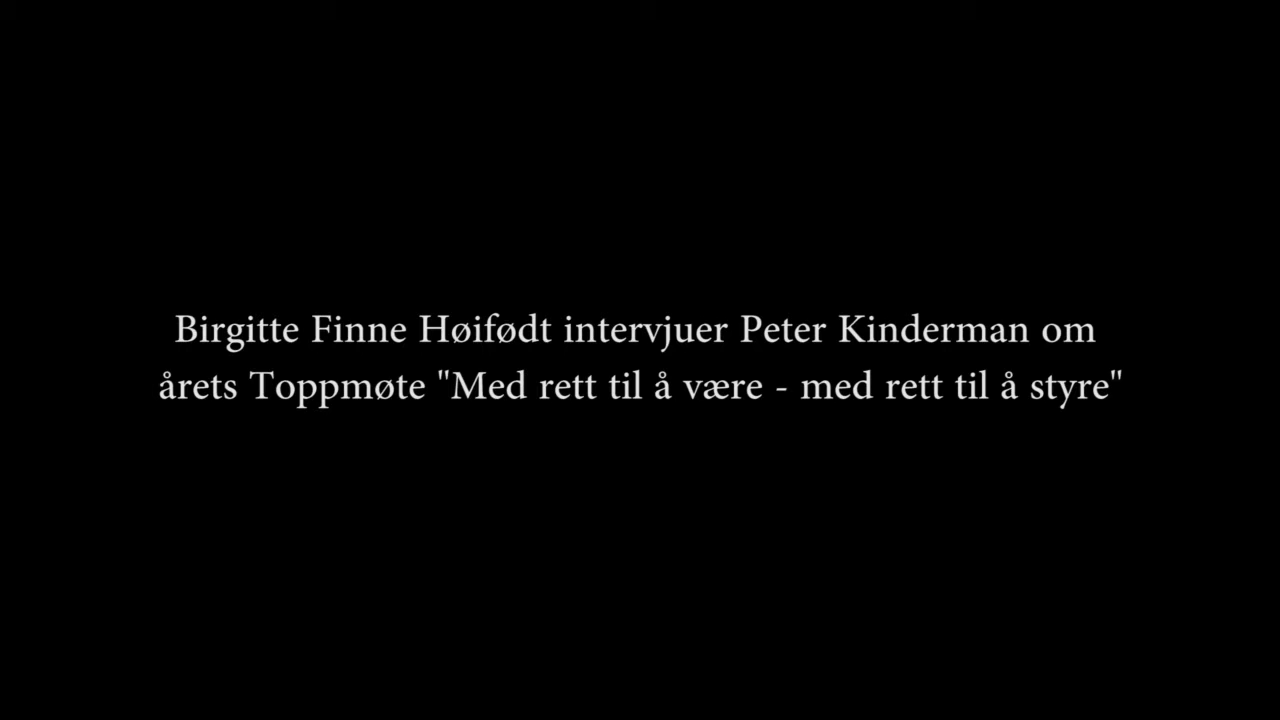 Birgitte Finne Høifødt intervjuer Peter Kinderman om
årets Toppmøte "Med rett til å være - med rett til å styre"